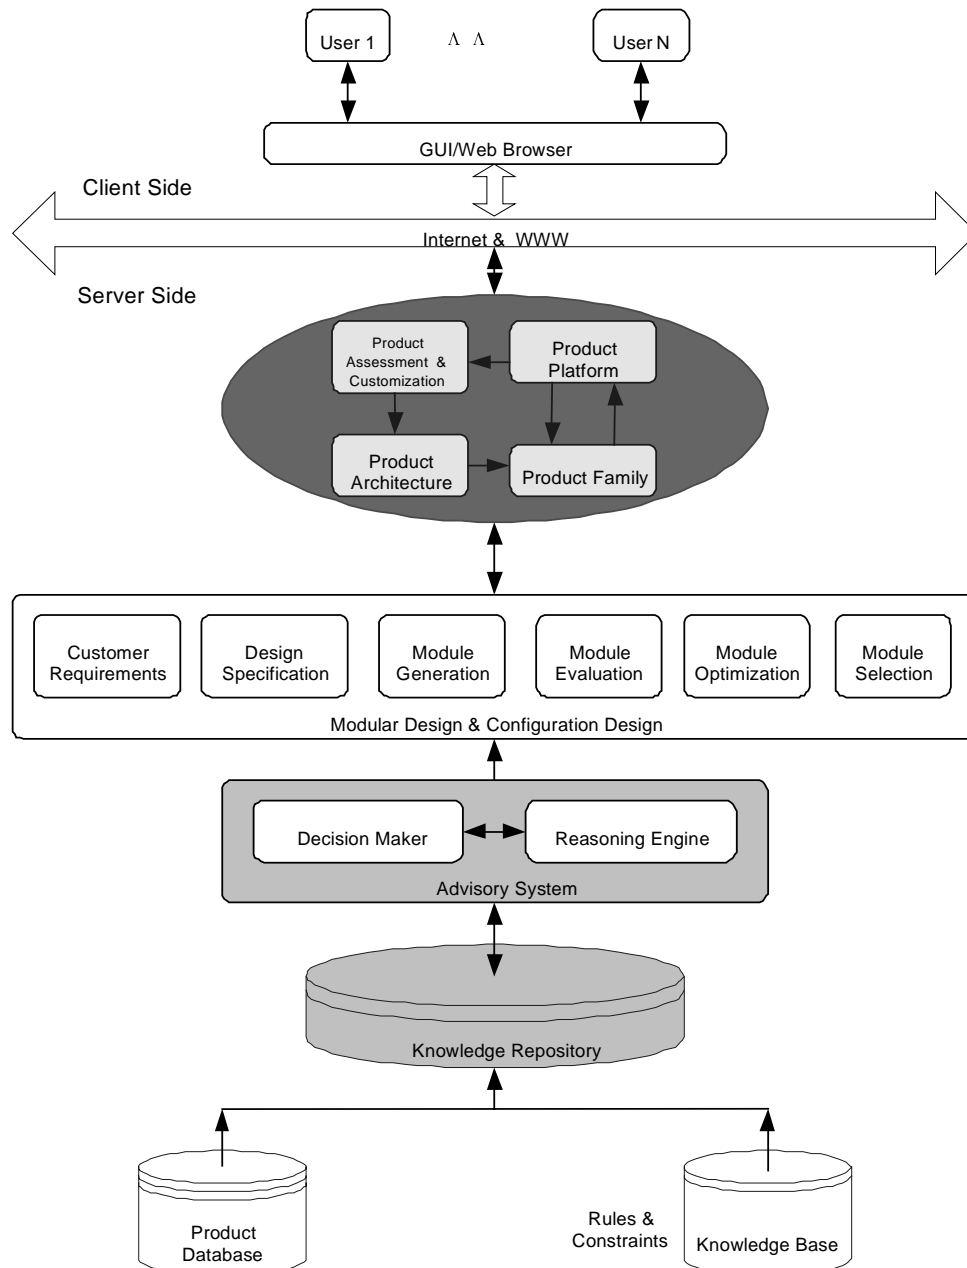 User 1
Λ Λ
User N
GUI/Web Browser
Client Side
Internet & WWW
Server Side
Product
Assessment &
Customization
Product
Platform
Product
Architecture
Product Family
Customer
Requirements
Design
Specification
Module
Generation
Module
Evaluation
Module
Optimization
Module
Selection
Modular Design & Configuration Design
Decision Maker
Reasoning Engine
Advisory System
Knowledge Repository
Product
Database
Rules &
Constraints
Knowledge Base